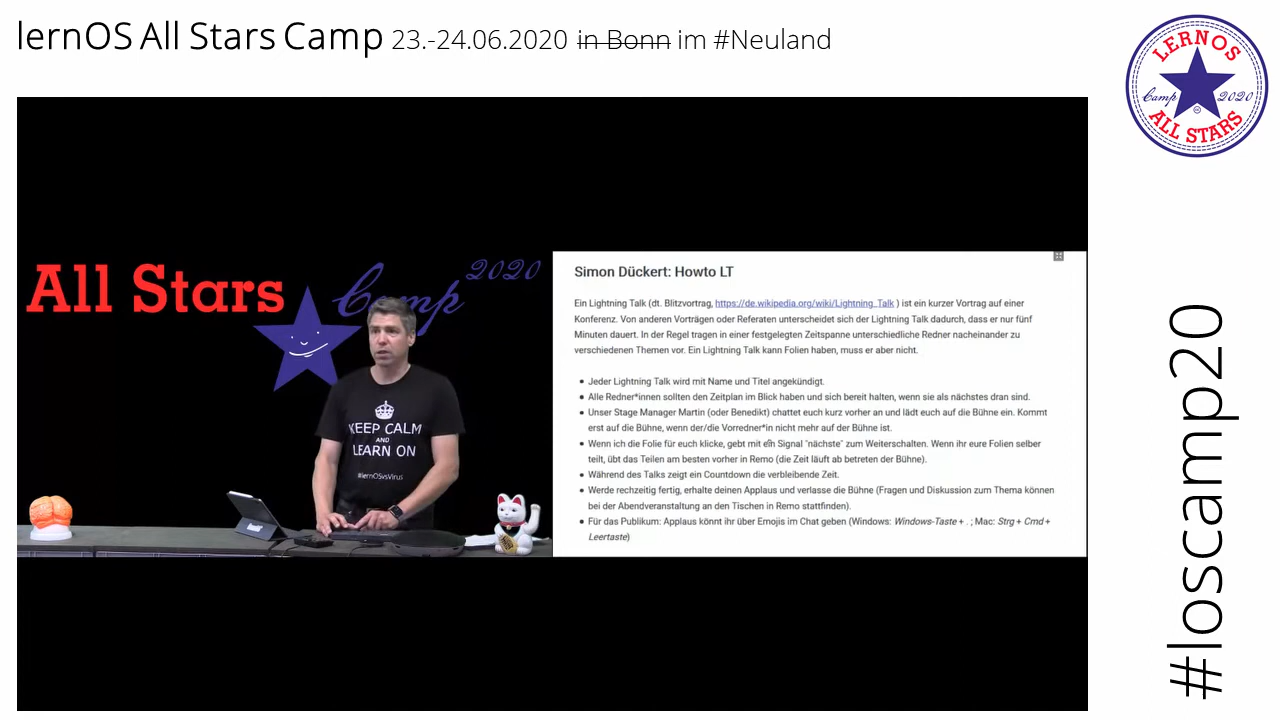 lernOS All Stars Camp 23.-24.06.2020 in Bonn im #Neuland
LERNOS
Camp 2020
ALL STARS
All Stars Camp 2020
KEEP CALM
AND
LEARN ON
#lernOSvsVirus
Simon Dückert: Howto LT
Ein Lightning Talk (dt. Blitzvortrag, https://de.wikipedia.org/wiki/Lightning_Talk ) ist ein kurzer Vortrag auf einer
Konferenz. Von anderen Vorträgen oder Referaten unterscheidet sich der Lightning Talk dadurch, dass er nur fünf
Minuten dauert. In der Regel tragen in einer festgelegten Zeitspanne unterschiedliche Redner nacheinander zu
verschiedenen Themen vor. Ein Lightning Talk kann Folien haben, muss er aber nicht.
• Jeder Lightning Talk wird mit Name und Titel angekündigt.
• Alle Redner*innen sollten den Zeitplan im Blick haben und sich bereit halten, wenn sie als nächstes dran sind.
• Unser Stage Manager Martin (oder Benedikt) chattet euch kurz vorher an und lädt euch auf die Bühne ein. Kommt
erst auf die Bühne, wenn der/die Vorredner*in nicht mehr auf der Bühne ist.
• Wenn ich die Folie für euch klicke, gebt mit ein Signal "nächste" zum Weiterschalten. Wenn ihr eure Folien selber
teilt, übt das Teilen am besten vorher in Remo (die Zeit läuft ab betreten der Bühne).
• Während des Talks zeigt ein Countdown die verbleibende Zeit.
• Werde rechzeitig fertig, erhalte deinen Applaus und verlasse die Bühne (Fragen und Diskussion zum Thema können
bei der Abendveranstaltung an den Tischen in Remo stattfinden).
• Für das Publikum: Applaus könnt ihr über Emojis im Chat geben (Windows: Windows-Taste + . ; Mac: Strg + Cmd +
Leertaste)
#loscamp20